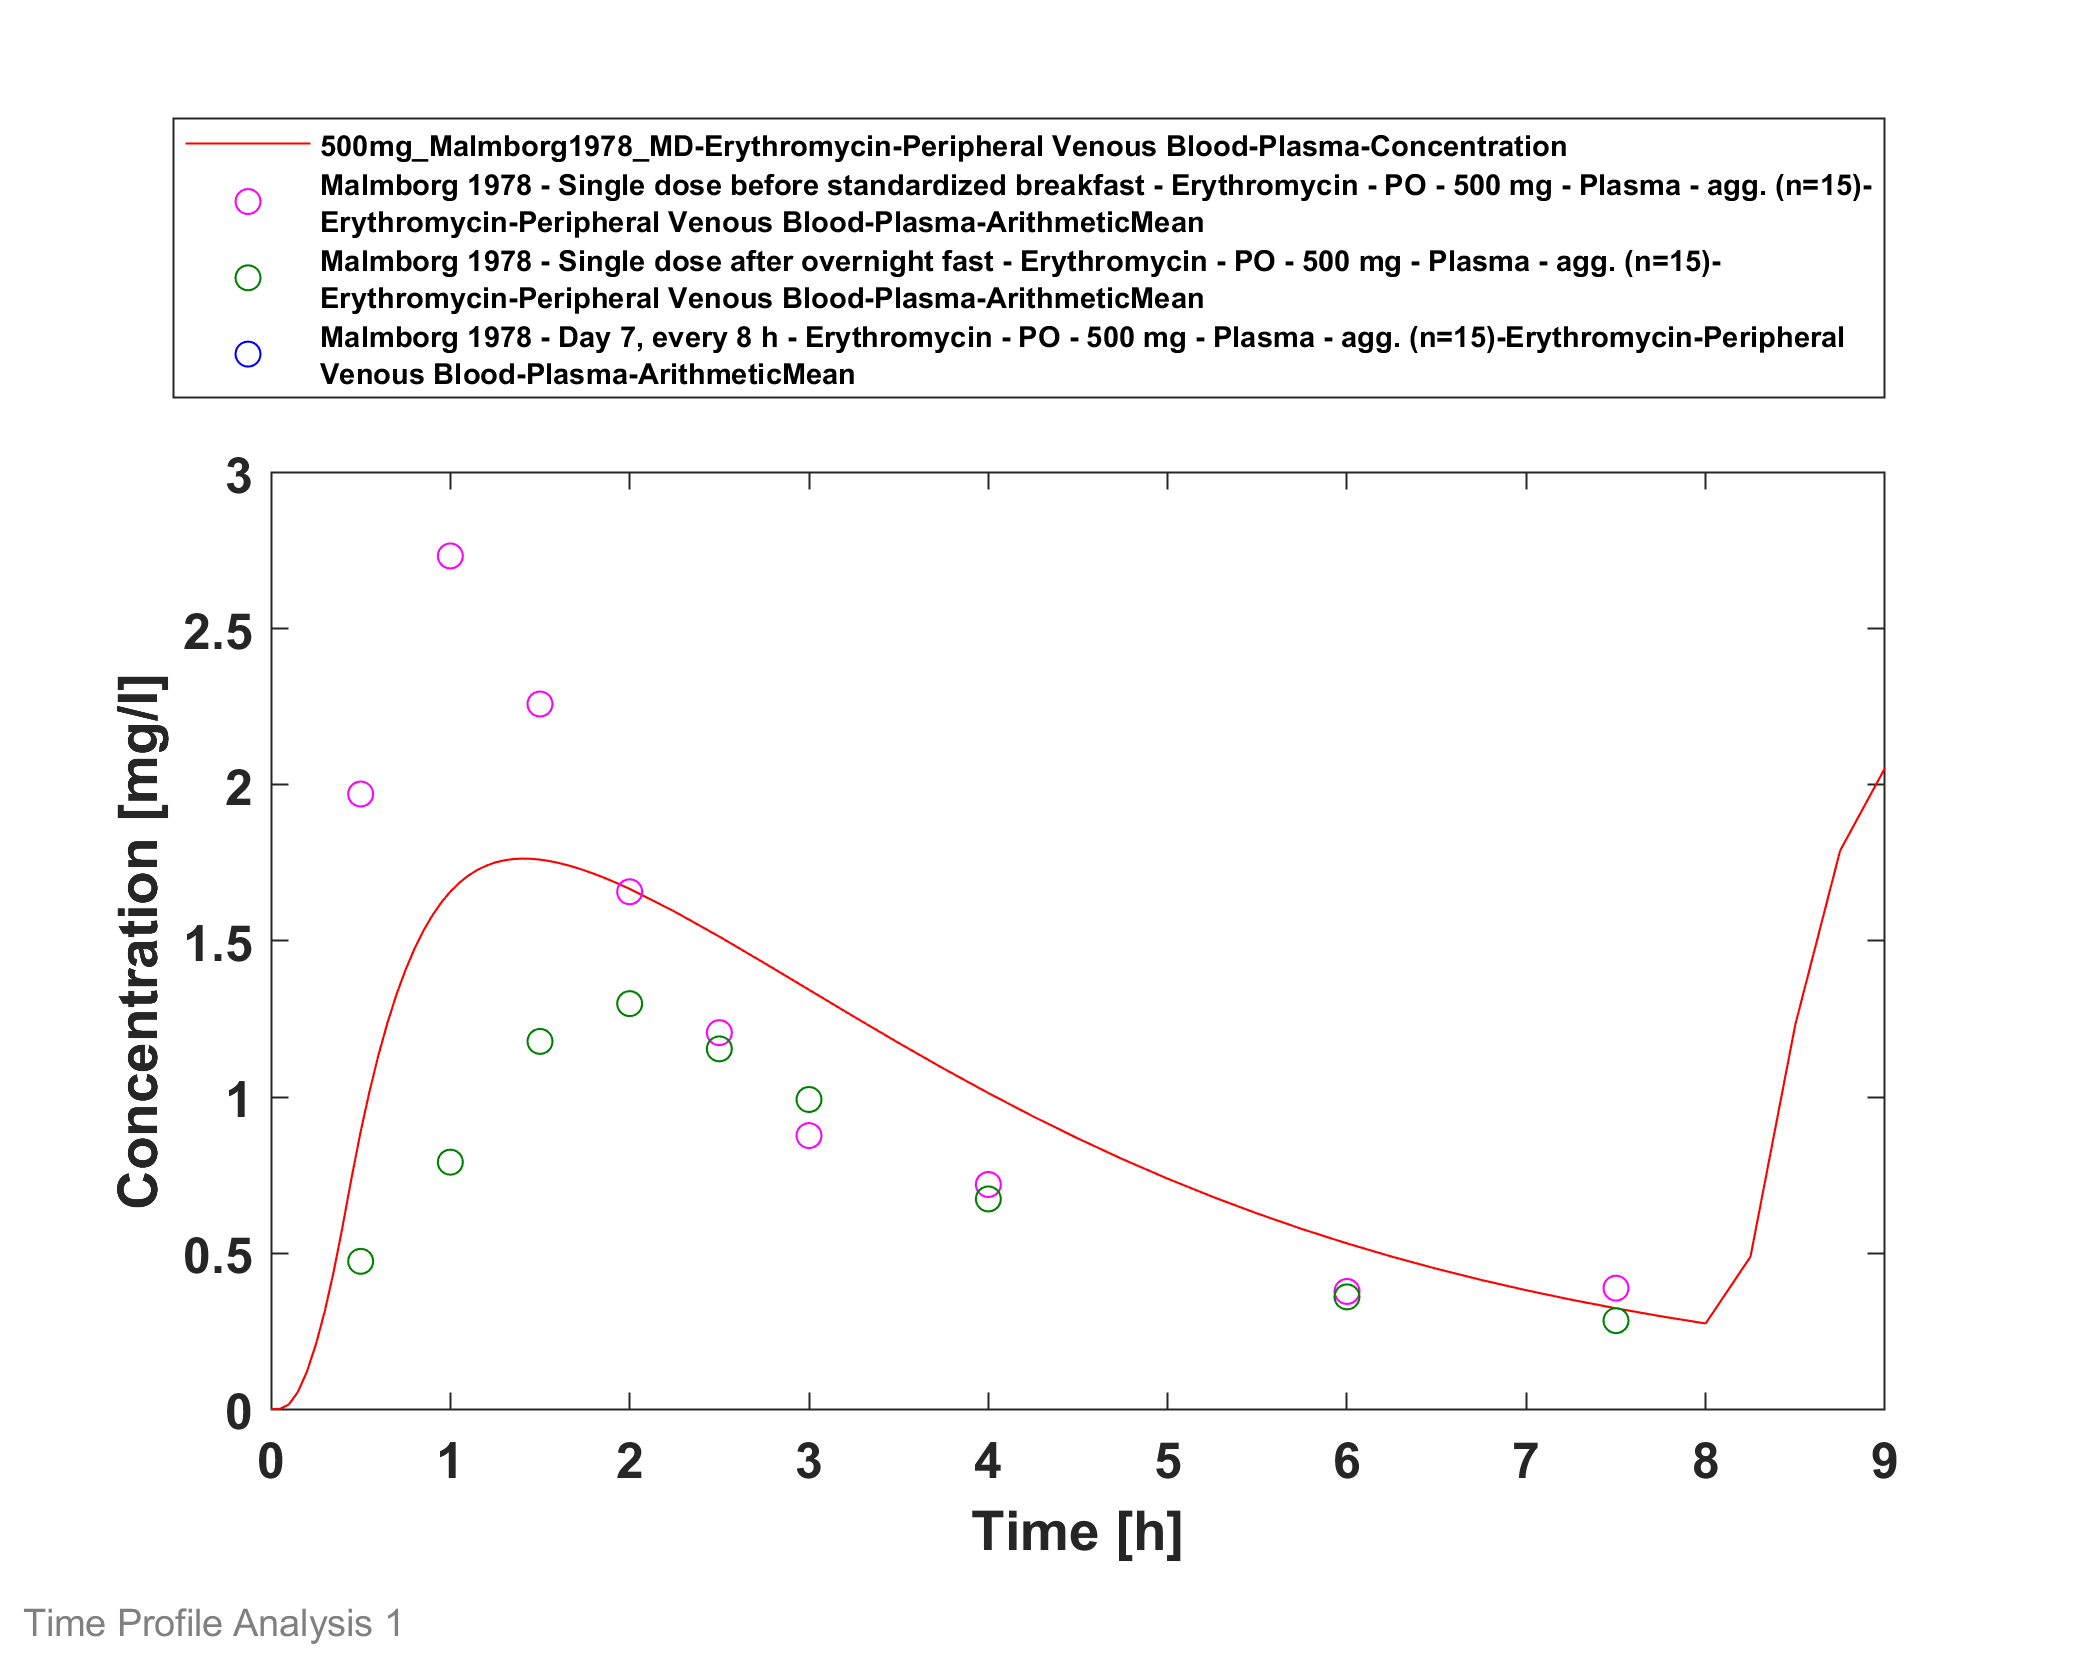 500mg_Malmborg1978_MD-Erythromycin-Peripheral Venous Blood-Plasma-Concentration
Malmborg 1978 - Single dose before standardized breakfast - Erythromycin - PO - 500 mg - Plasma - agg. (n=15)-
Erythromycin-Peripheral Venous Blood-Plasma-ArithmeticMean
Malmborg 1978 - Single dose after overnight fast - Erythromycin - PO - 500 mg - Plasma - agg. (n=15)-
Erythromycin-Peripheral Venous Blood-Plasma-ArithmeticMean
Malmborg 1978 - Day 7, every 8 h - Erythromycin - PO - 500 mg - Plasma - agg. (n=15)-Erythromycin-Peripheral
Venous Blood-Plasma-ArithmeticMean
3
2.5
2
1.5
1
0.5
0
Concentration [mg/l]
0 1 2 3 4 5 6 7 8 9
Time [h]
Time Profile Analysis 1